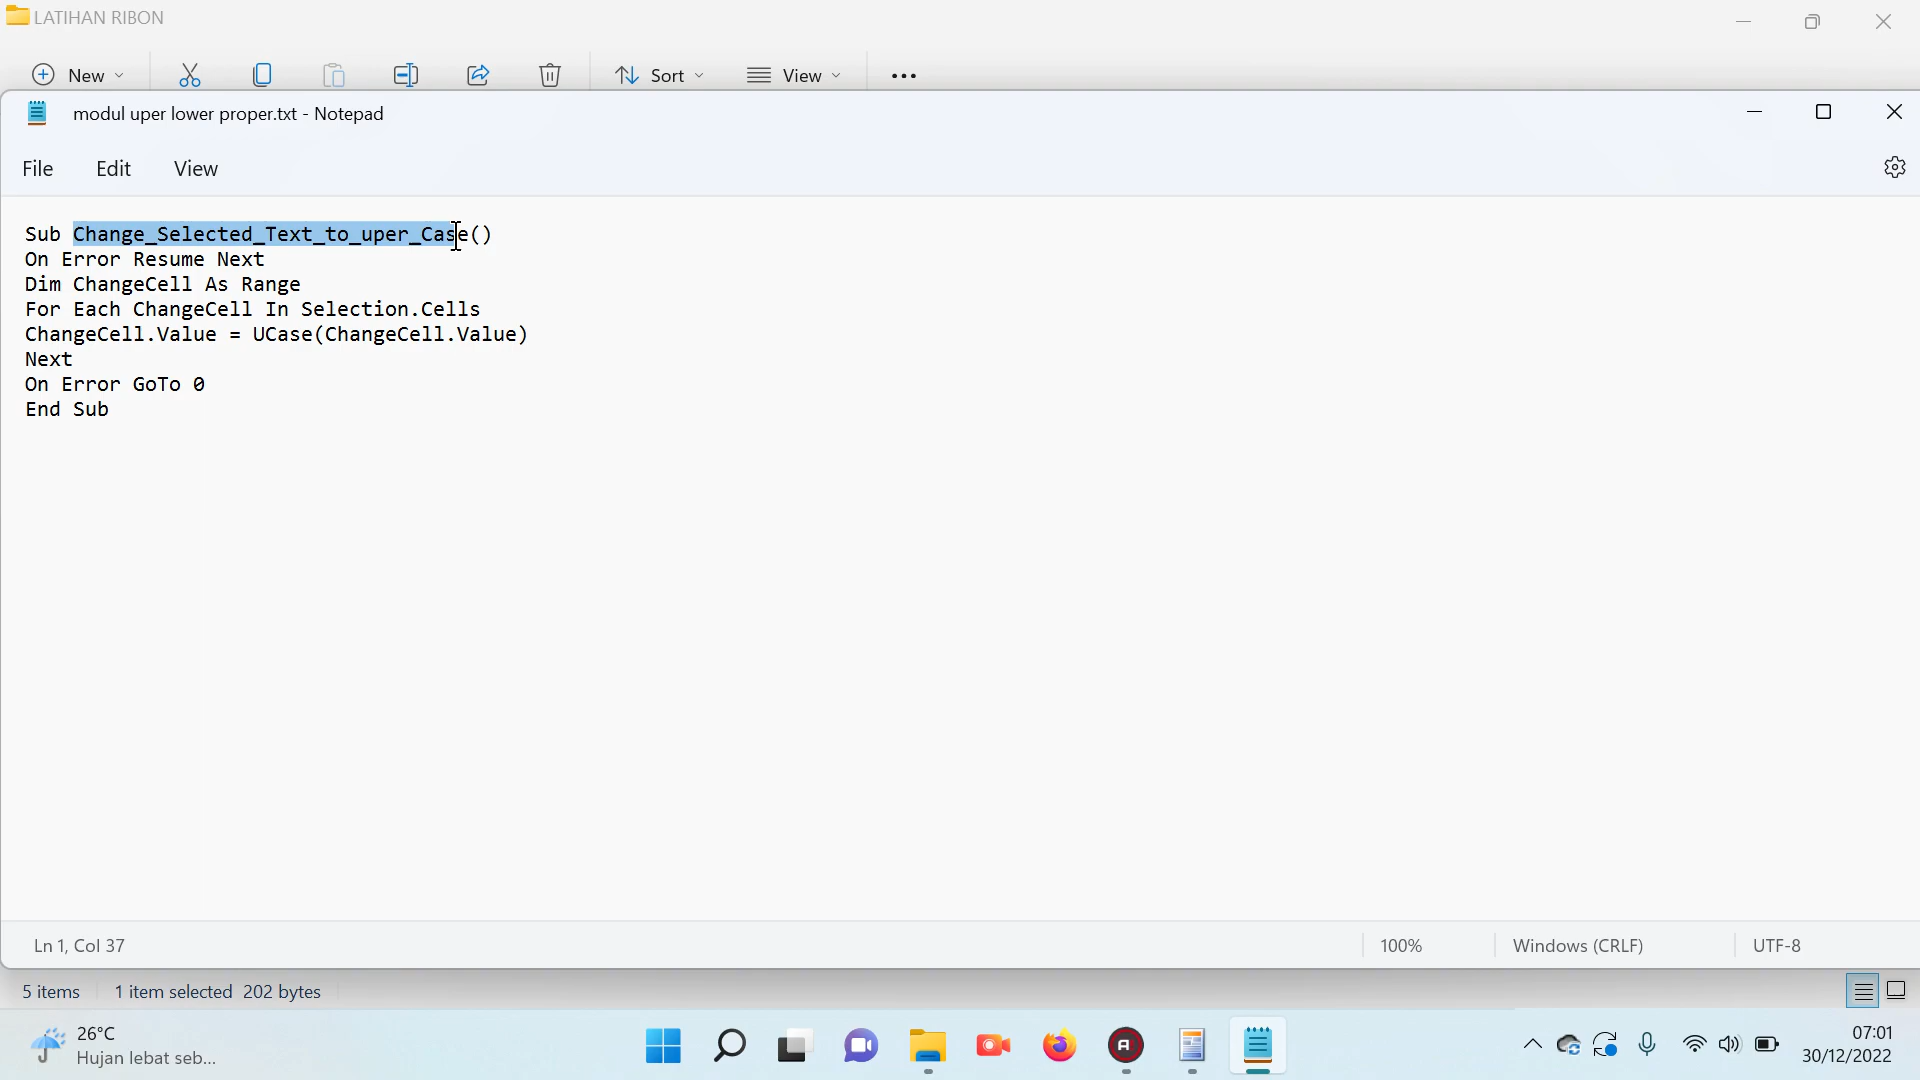 LATIHAN RIBON
New
Sort
View
modul uper lower proper.txt - Notepad
File
Edit
View
Sub Change_Selected_Text_to_uper_Case()
On Error Resume Next
Dim ChangeCell As Range
For Each ChangeCell In Selection.Cells
ChangeCell.Value = UCase(ChangeCell.Value)
Next
On Error GoTo 0
End Sub
Ln 1, Col 37
100%
Windows (CRLF)
UTF-8
5 items
1 item selected 202 bytes
26°C
Hujan lebat seb...
07:01
30/12/2022